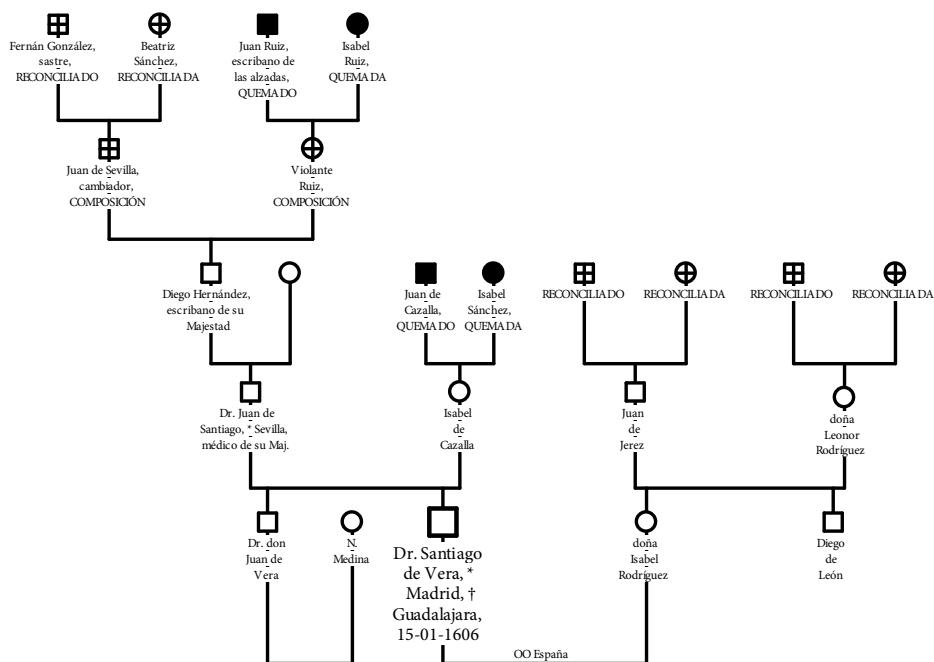 Fernán González,
sastre,
RECONCILIADO
Beatriz
Sánchez,
RECONCILIADA
Juan Ruiz,
escribano de
las alzadas,
QUEMADO
Isabel
Ruiz,
QUEMADA
Juan de Sevilla,
cambiador,
COMPOSICIÓN
Violante
Ruiz,
COMPOSICIÓN
Diego Hernández,
escribano de su
Majestad
Juan de
Cazalla,
QUEMADO
Isabel
Sánchez,
QUEMADA
RECONCILIADO
RECONCILIADA
RECONCILIADO
RECONCILIADA
Dr. Juan de
Santiago, * Sevilla,
médico de su Maj.
Isabel
de
Cazalla
Juan
de
Jerez
doña
Leonor
Rodríguez
Dr. don
Juan de
Vera
N.
Medina
Dr. Santiago
de Vera, *
Madrid, †
Guadalajara,
15-01-1606
doña
Isabel
Rodríguez
Diego
de
León
OO España